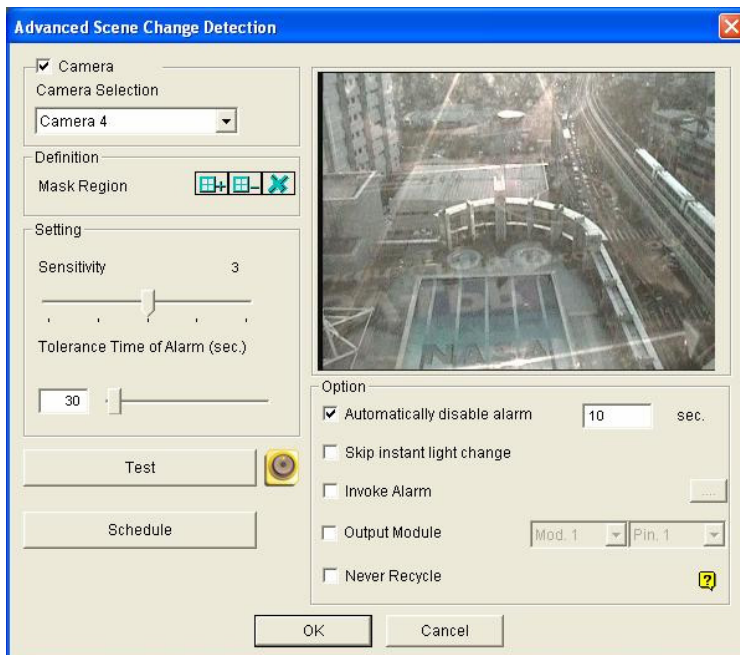 Advanced Scene Change Detection
Camera
Camera Selection
Camera 4
Definition
Mask Region
Setting
Sensitivity 3
Tolerance Time of Alarm (sec.)
30
Test
Schedule
Option
Automatically disable alarm 10 sec.
Skip instant light change
Invoke Alarm ....
Output Module Mod. 1 Pin. 1
Never Recycle
?
OK Cancel